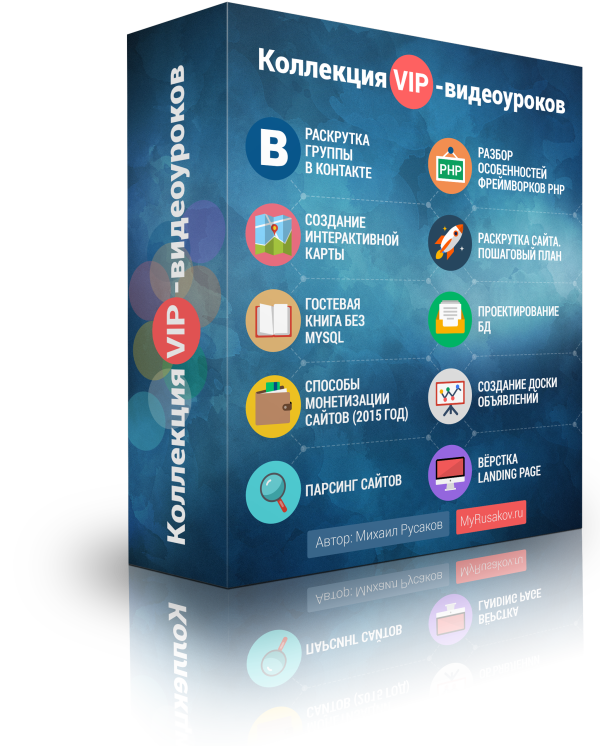 Коллекция VIP-видеоуроков
Коллекция VIP-видеоуроков
В
РАСКРУТКА
ГРУППЫ
В КОНТАКТЕ
СОЗДАНИЕ
ИНТЕРАКТИВНОЙ
КАРТЫ
ГОСТЕВАЯ
КНИГА БЕЗ
MYSQL
СПОСОБЫ
МОНЕТИЗАЦИИ
САЙТОВ (2015 ГОД)
ПАРСИНГ САЙТОВ
PHP
РАЗБОР
ОСОБЕННОСТЕЙ
ФРЕЙМВОРКОВ PHP
РАСКРУТКА САЙТА.
ПОШАГОВЫЙ ПЛАН
ПРОЕКТИРОВАНИЕ
БД
СОЗДАНИЕ ДОСКИ
ОБЪЯВЛЕНИЙ
ВЁРСТКА
LANDING PAGE
Автор: Михаил Русаков
MyRusakov.ru